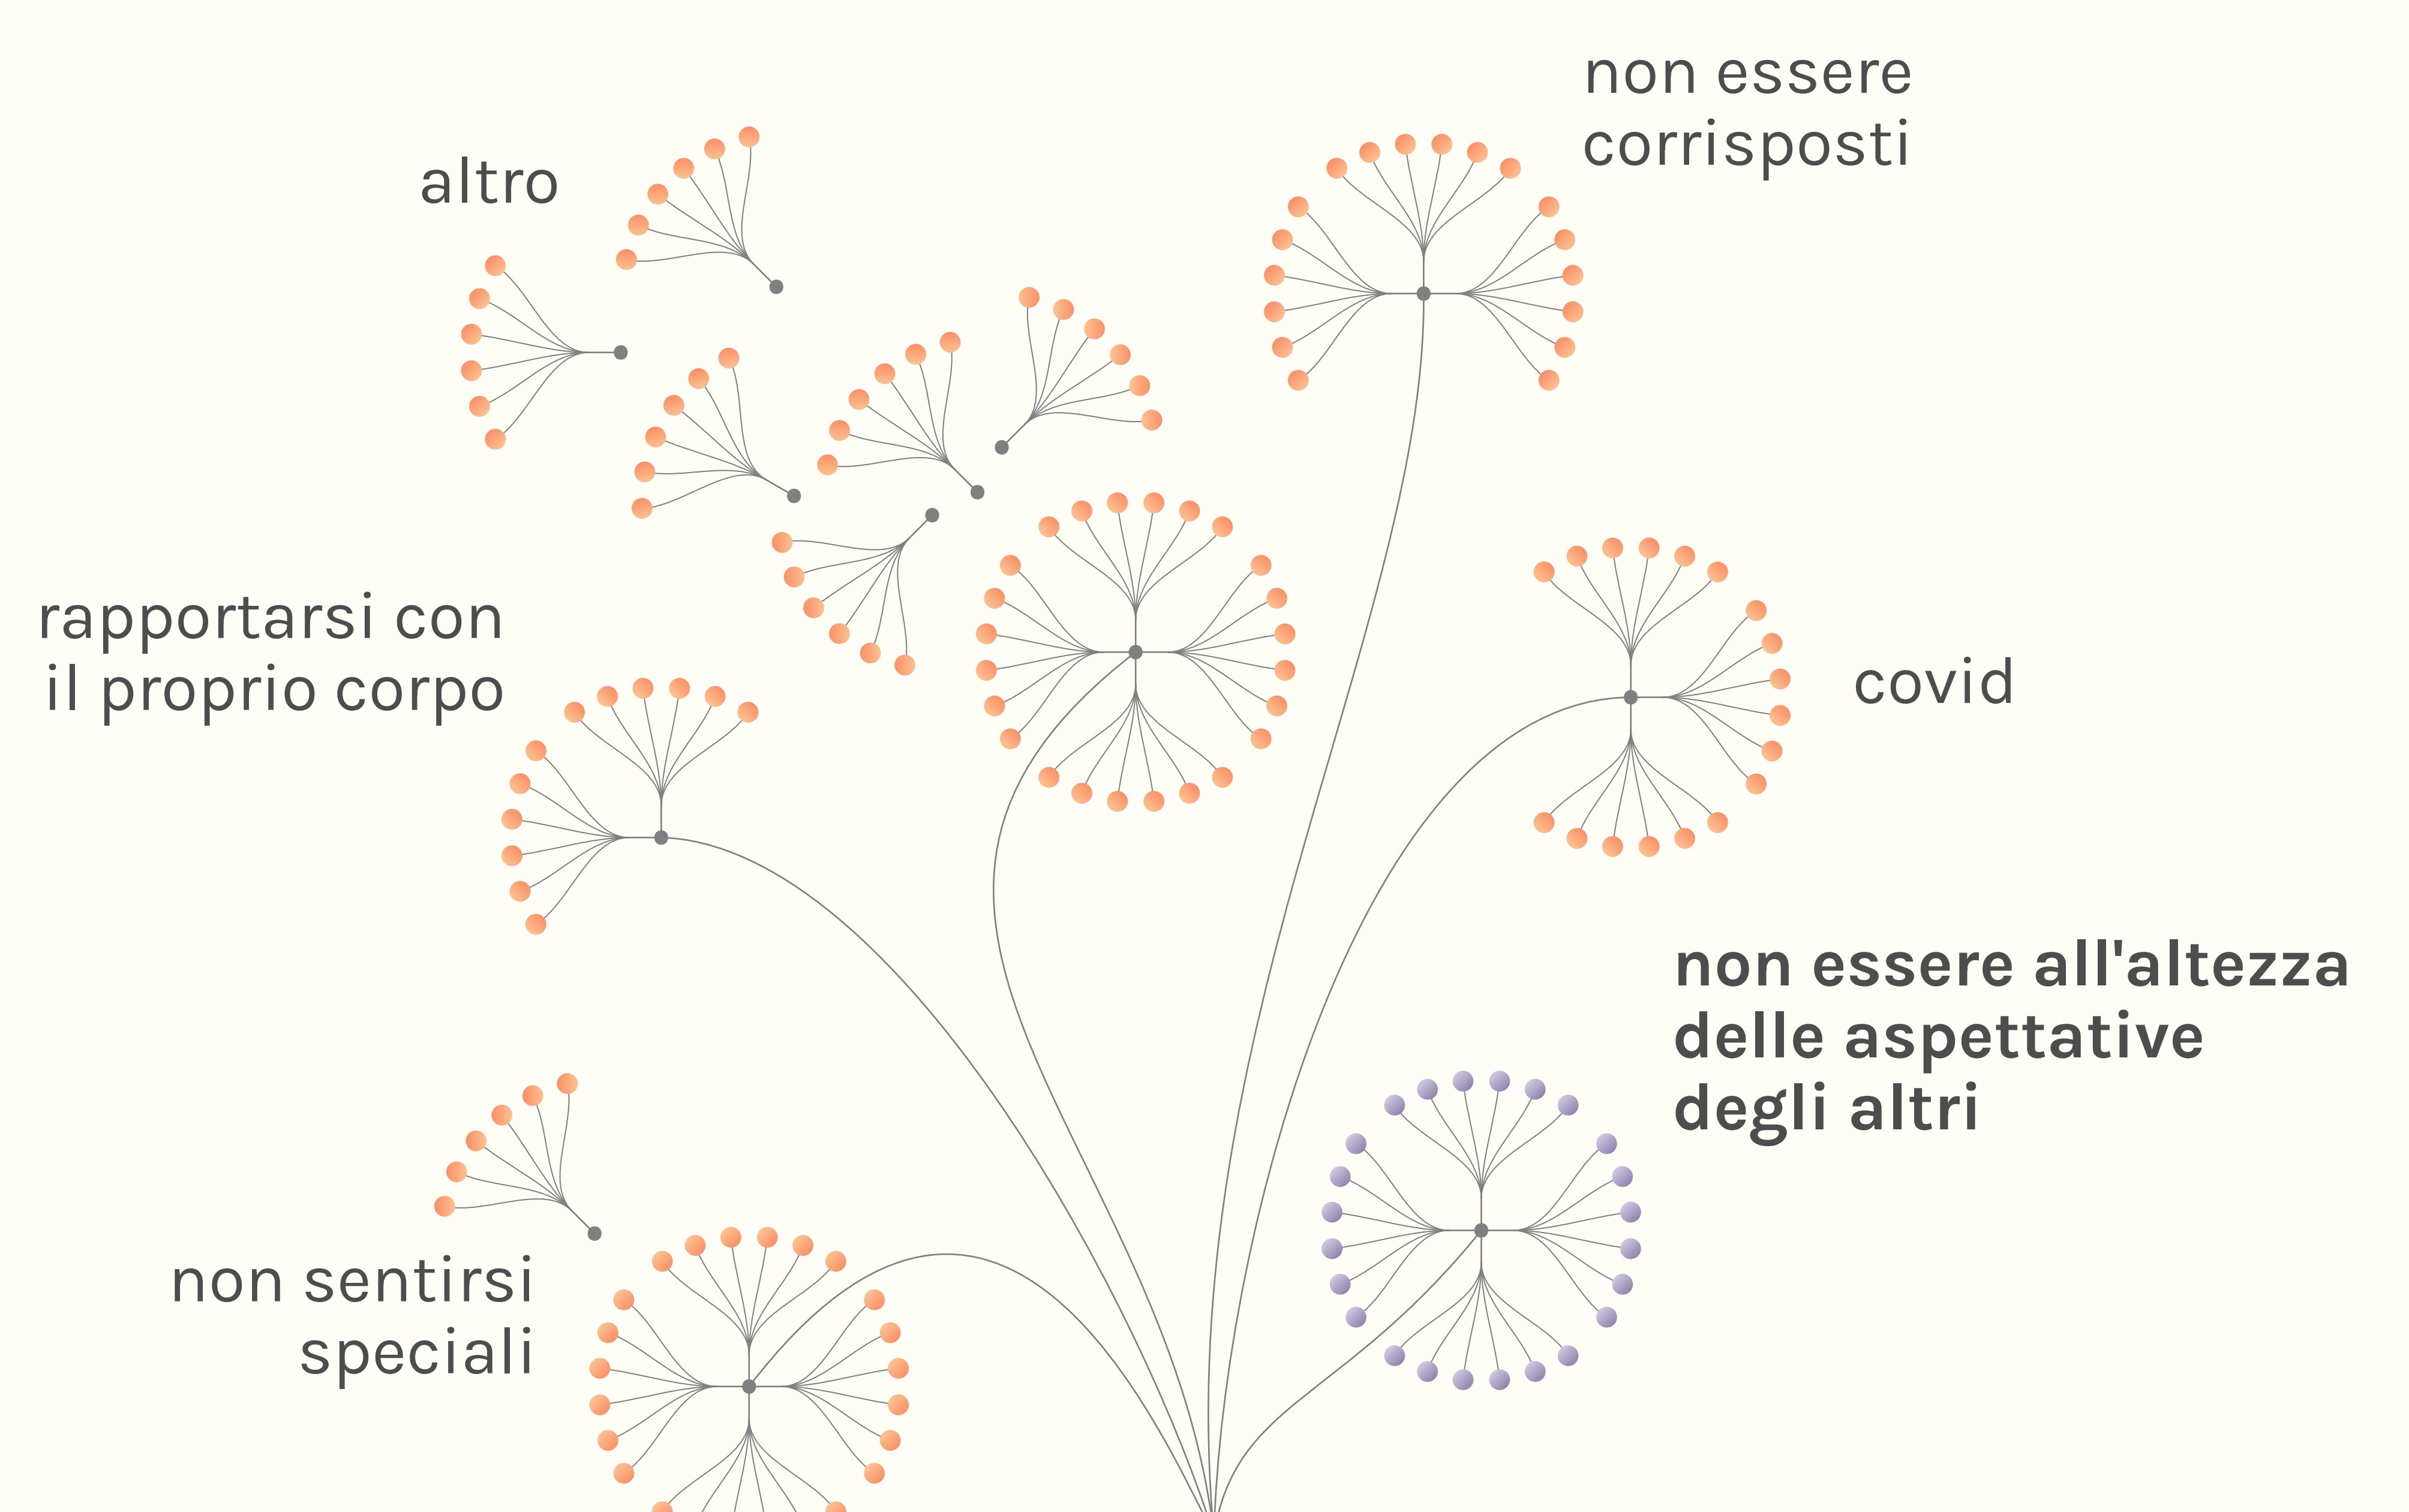 non essere
corrisposti
altro
rapportarsi con
il proprio corpo
covid
non essere all'altezza
delle aspettative
degli altri
non sentirsi
speciali